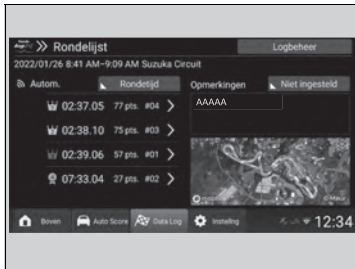 Rondelijst
Logbeheer
2022/01/26 8:41 AM–9:09 AM Suzuka Circuit
Autom.
Rondetijd
Opmerkingen
Niet ingesteld
AAAAA
02:37.05 77 pts. #04
02:38.10 75 pts. #03
02:39.06 57 pts. #01
07:33.04 27 pts. #02
Boven
Auto Score
Data Log
Instelling
12:34